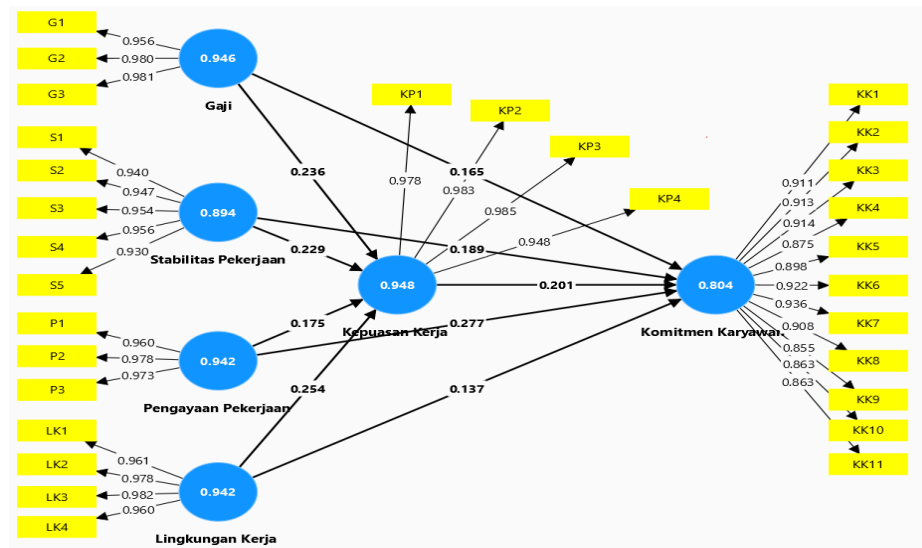 G1
0.956
G2
0.980
G3
0.981
0.946
Gaji
S1
0.940
S2
0.947
S3
0.954
S4
0.956
S5
0.930
0.894
Stabilitas Pekerjaan
P1
0.960
P2
0.978
P3
0.973
0.942
Pengayaan Pekerjaan
LK1
0.961
LK2
0.978
LK3
0.982
LK4
0.960
0.942
Lingkungan Kerja
0.236
0.229
0.175
0.254
KP1
0.978
KP2
0.983
KP3
0.985
KP4
0.948
0.948
Kepuasan Kerja
0.165
0.189
0.201
0.277
0.137
0.804
Komitmen Karyawan
KK1
0.911
KK2
0.913
KK3
0.914
KK4
0.875
KK5
0.898
KK6
0.922
KK7
0.936
KK8
0.908
KK9
0.855
KK10
0.863
KK11
0.863